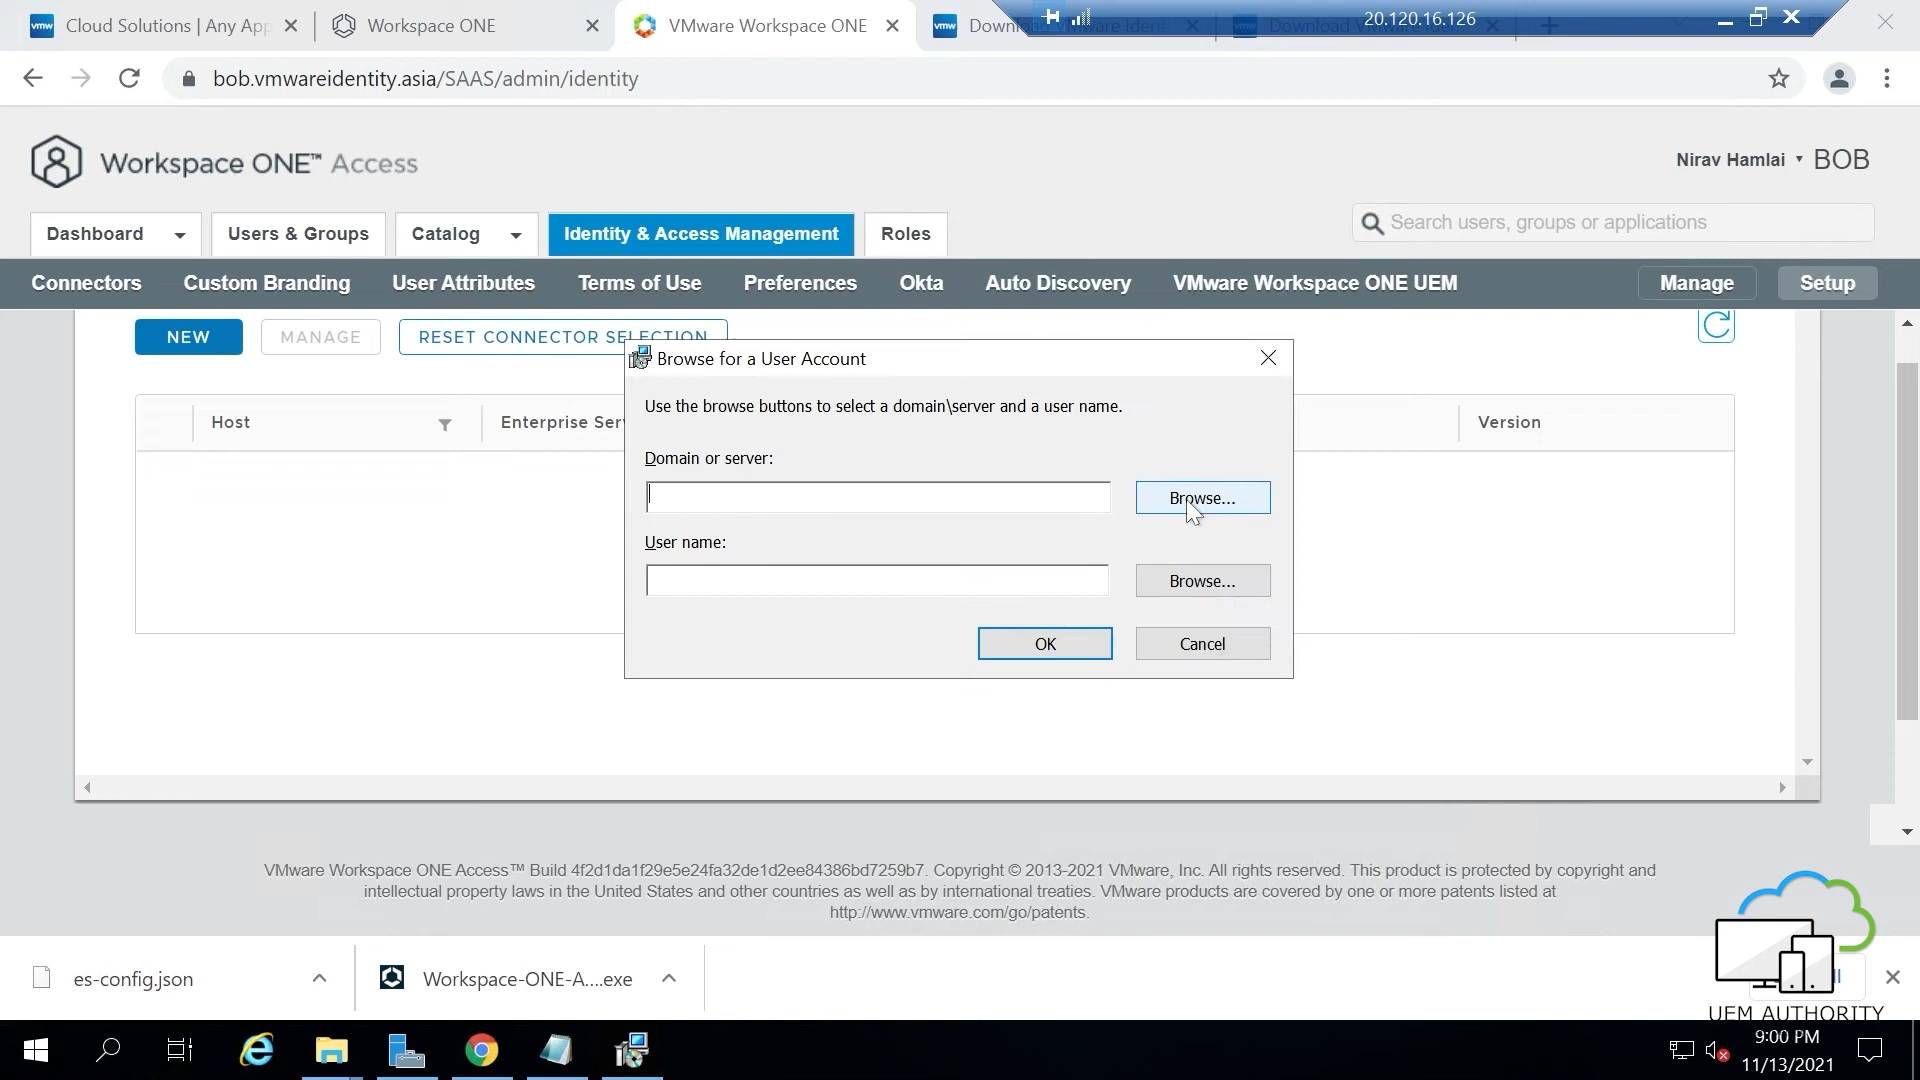 Cloud Solutions | Any App
Workspace ONE
VMware Workspace ONE
20.120.16.126
bob.vmwareidentity.asia/SAAS/admin/identity
Workspace ONE™ Access
Nirav Hamlai BOB
Dashboard
Users & Groups
Catalog
Identity & Access Management
Roles
Search users, groups or applications
Connectors
Custom Branding
User Attributes
Terms of Use
Preferences
Okta
Auto Discovery
VMware Workspace ONE UEM
Manage
Setup
NEW
MANAGE
RESET CONNECTOR SELECTION
Browse for a User Account
Use the browse buttons to select a domain\server and a user name.
Host
Enterprise Ser
Version
Domain or server:
Browse...
User name:
Browse...
OK
Cancel
VMware Workspace ONE Access™ Build 4f2d1da1f29e5e24fa32de1d2ee84386bd7259b7. Copyright © 2013-2021 VMware, Inc. All rights reserved. This product is protected by copyright and
intellectual property laws in the United States and other countries as well as by international treaties. VMware products are covered by one or more patents listed at
http://www.vmware.com/go/patents.
es-config.json
Workspace-ONE-A....exe
UEM AUTHORITY
9:00 PM
11/13/2021